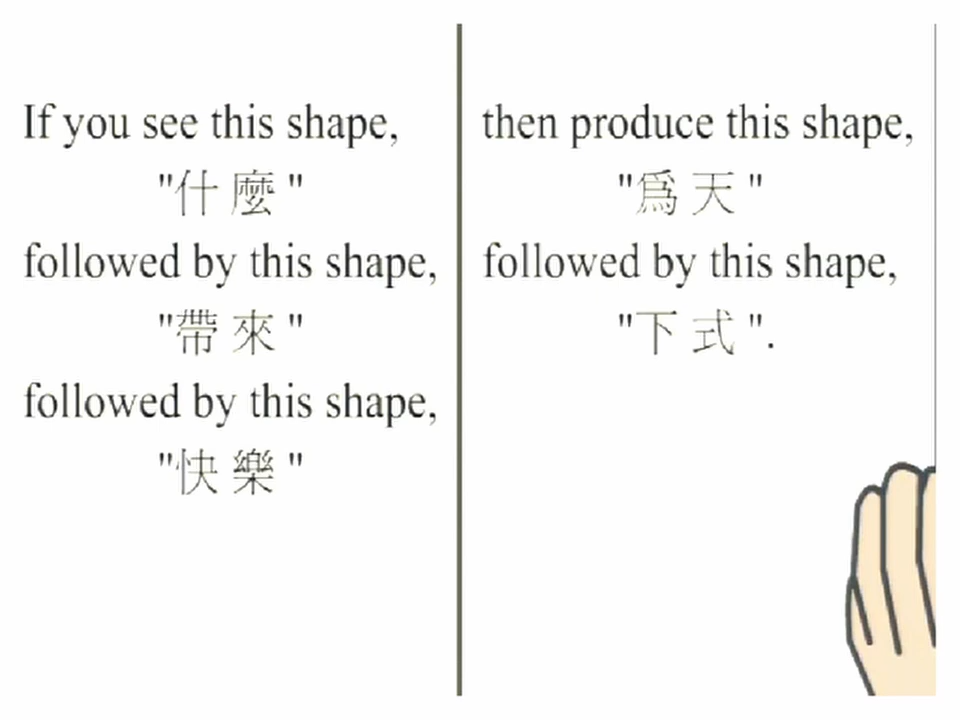 If you see this shape,
"什麼"
followed by this shape,
"帶來"
followed by this shape,
"快樂"
then produce this shape,
"爲天"
followed by this shape,
"下式".